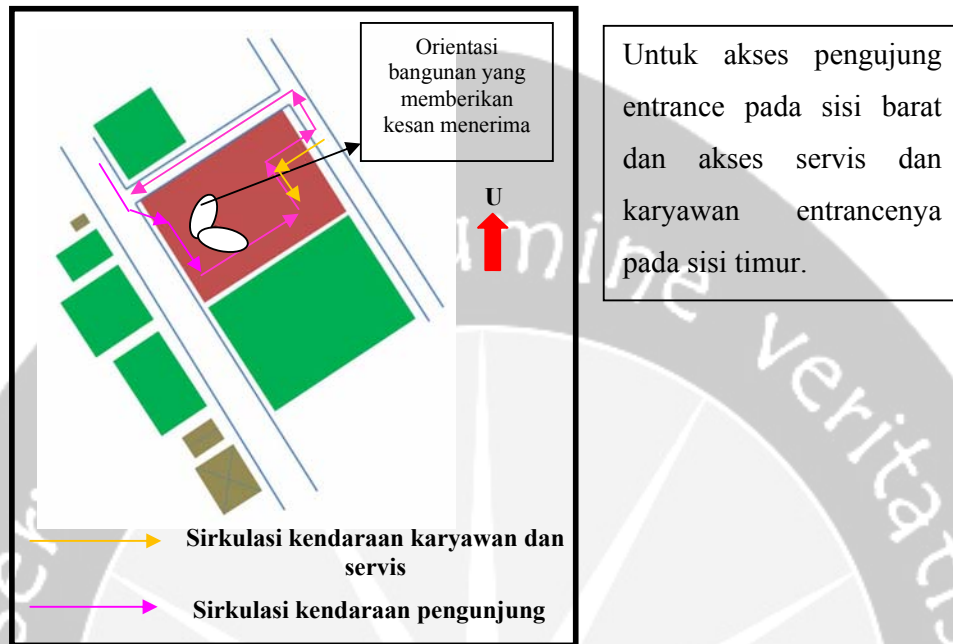 Orientasi
bangunan yang
memberikan
kesan menerima
U
Sirkulasi kendaraan karyawan dan
servis
Sirkulasi kendaraan pengunjung
Untuk akses pengujung
entrance pada sisi barat
dan akses servis dan
karyawan entrancenya
pada sisi timur.